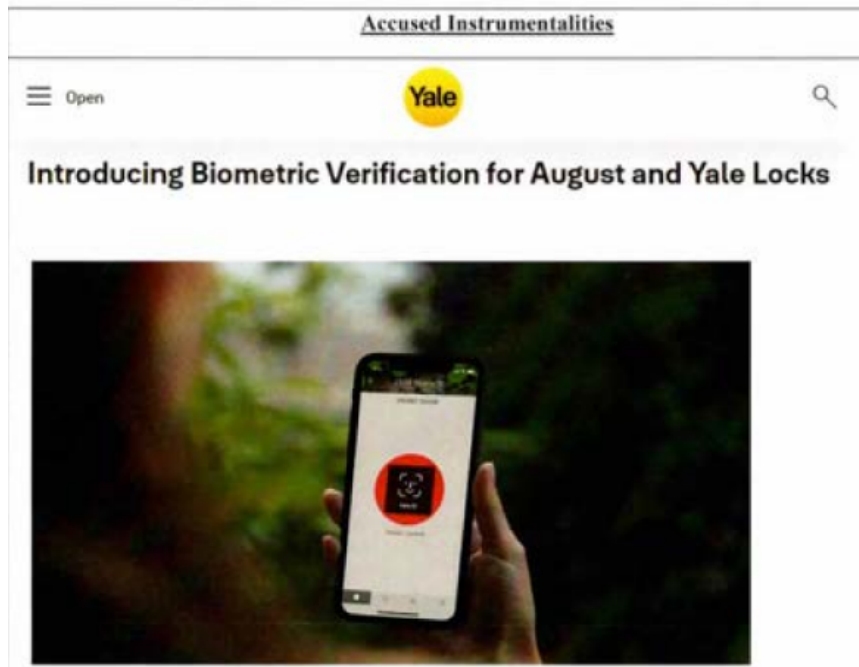 Accused Instrumentalities
Open
Yale
Introducing Biometric Verification for August and Yale Locks